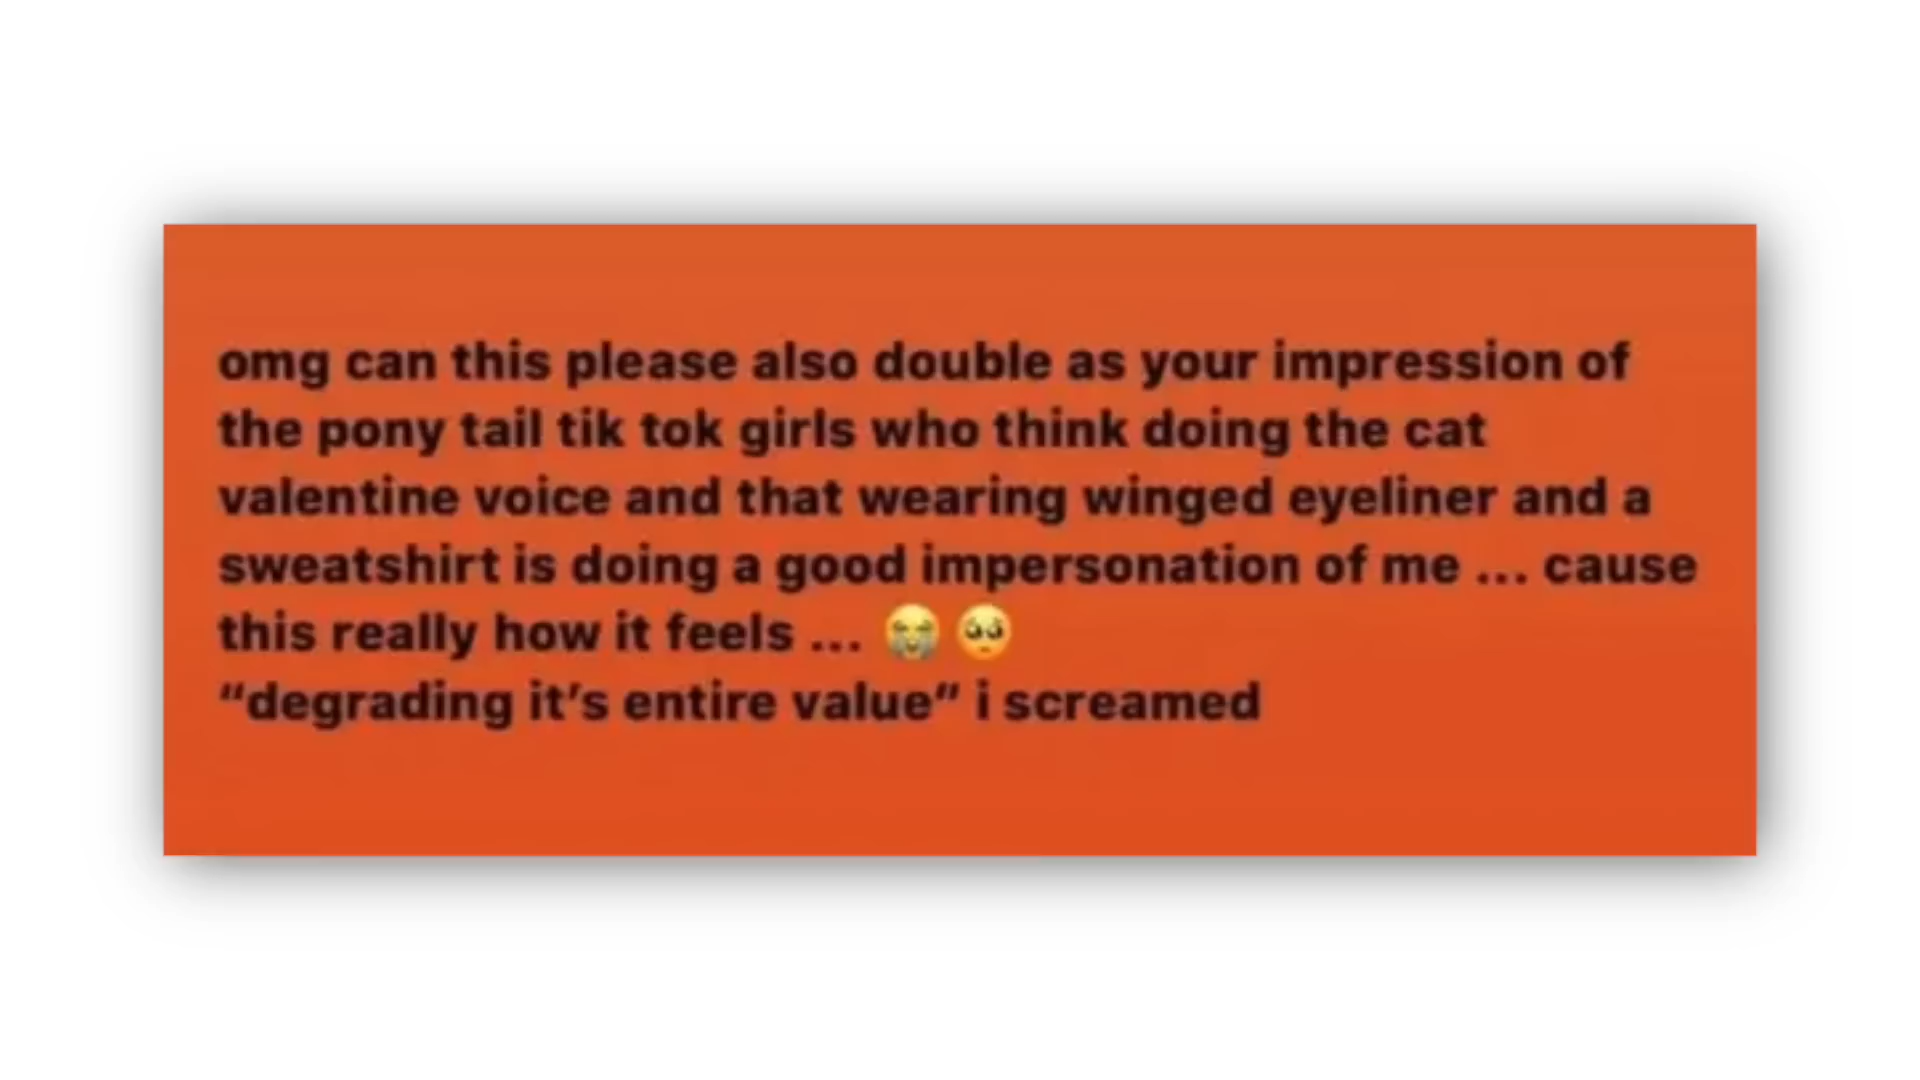 omg can this please also double as your impression of
the pony tail tik tok girls who think doing the cat
valentine voice and that wearing winged eyeliner and a
sweatshirt is doing a good impersonation of me ... cause
this really how it feels ... 😭🥺
“degrading it’s entire value” i screamed